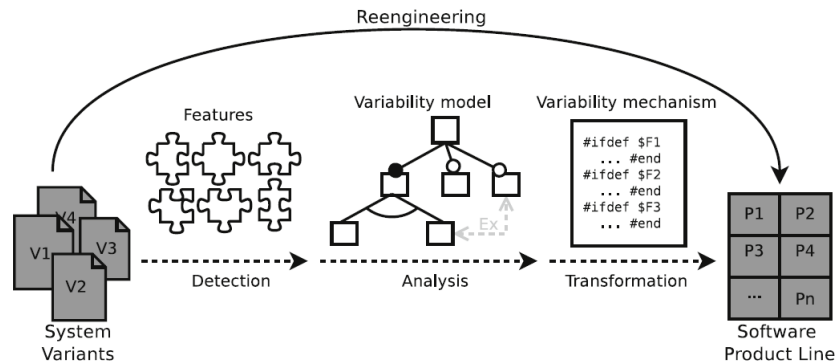 Reengineering
Features
Variability model
Variability mechanism
#ifdef $F1
... #end
#ifdef $F2
... #end
#ifdef $F3
... #end
V4
V1
V3
V2
Ex
P1 P2
P3 P4
... Pn
Detection
Analysis
Transformation
System
Variants
Software
Product Line